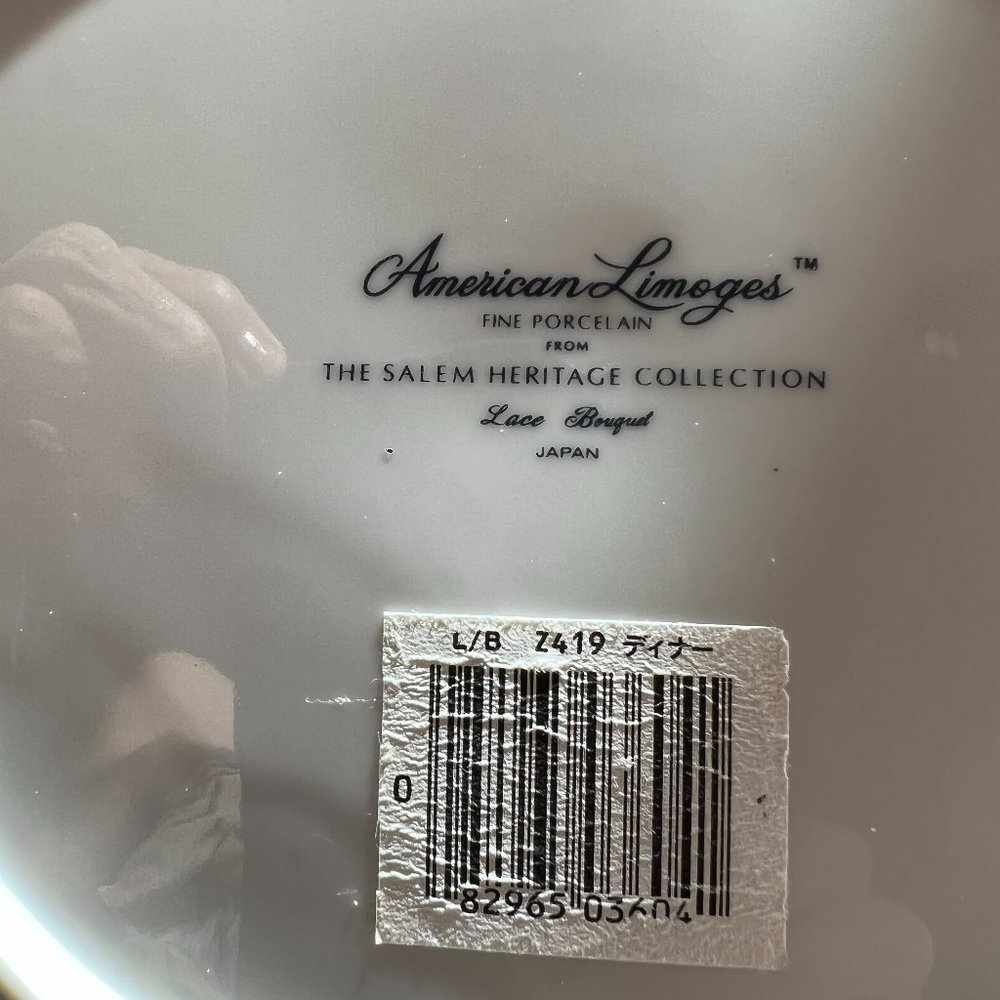 American Limoges™
FINE PORCELAIN
FROM
THE SALEM HERITAGE COLLECTION
Lace Bouquet
JAPAN
L/B Z419 ディナー
0
82965 03604